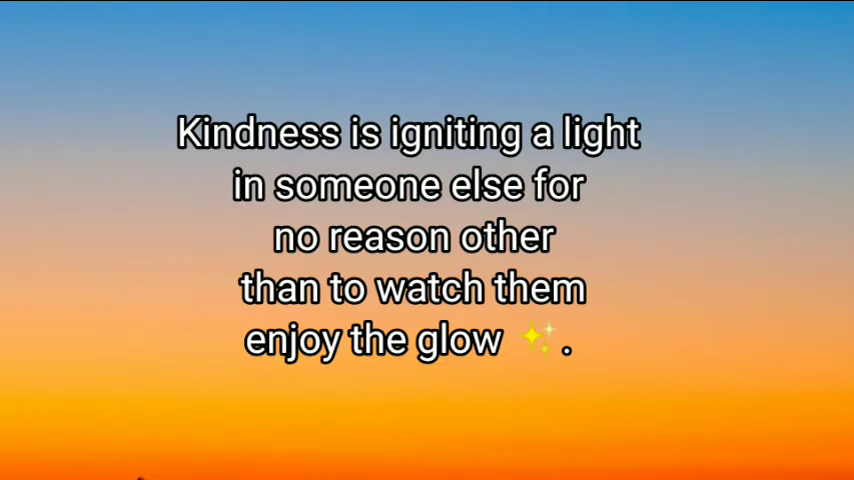 Kindness is igniting a light
in someone else for
no reason other
than to watch them
enjoy the glow ✨.